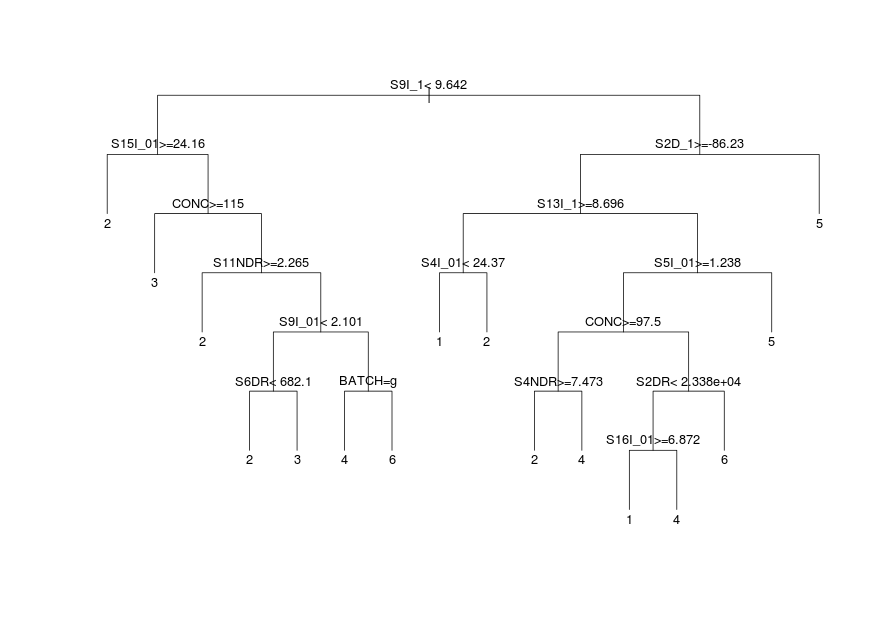 S9I_1< 9.642
S15I_01>=24.16
S2D_1>=-86.23
CONC>=115
S13I_1>=8.696
2
5
S11NDR>=2.265
S4I_01< 24.37
S5I_01>=1.238
3
S9I_01< 2.101
CONC>=97.5
2
1
2
5
S6DR< 682.1
BATCH=g
S4NDR>=7.473
S2DR< 2.338e+04
S16I_01>=6.872
2
3
4
6
2
4
6
1
4